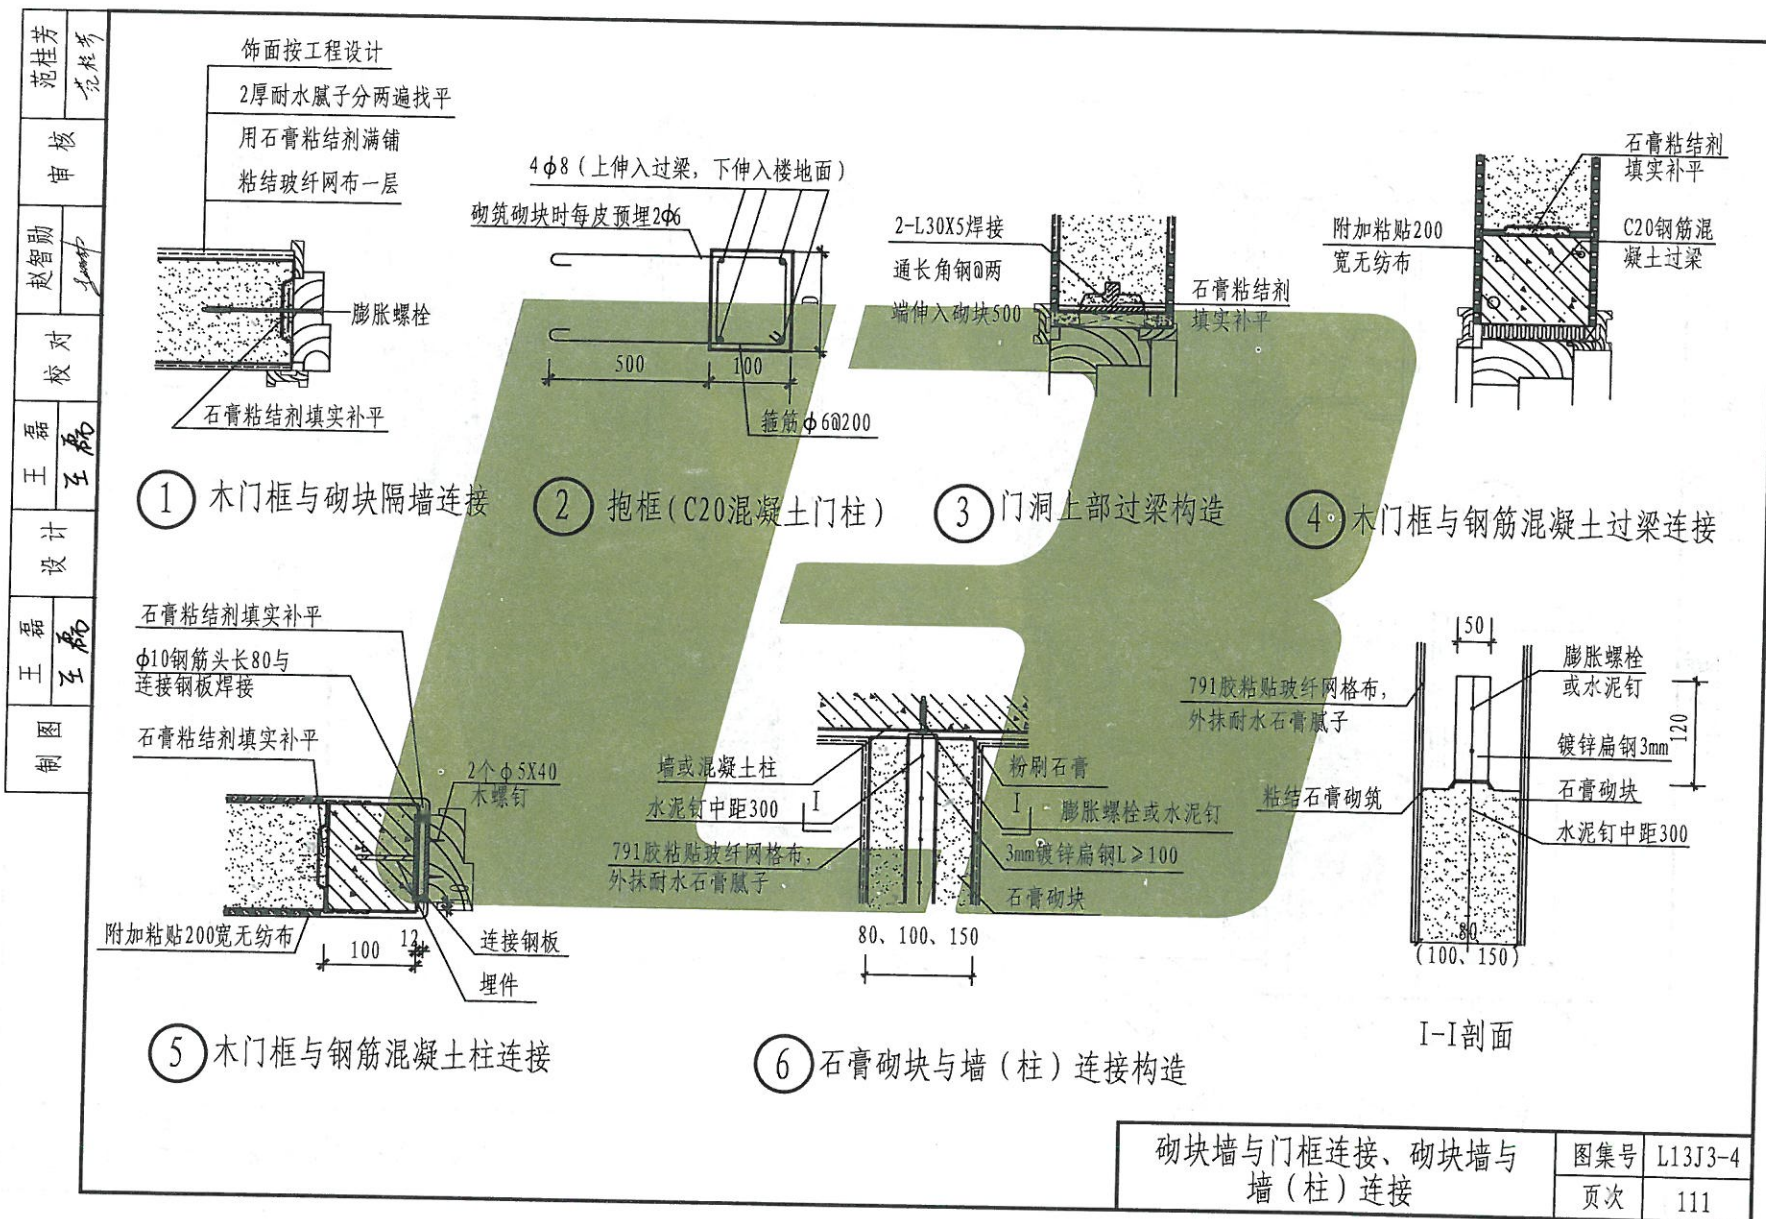 范桂芳
审核
赵智勋
校对
王磊
王磊
设计
王磊
王磊
制图
饰面按工程设计
2厚耐水腻子分两遍找平
用石膏粘结剂满铺
粘结玻纤网布一层
膨胀螺栓
石膏粘结剂填实补平
1 木门框与砌块隔墙连接
4φ8（上伸入过梁，下伸入楼地面）
砌筑砌块时每皮预埋2φ6
500
100
箍筋φ6@200
2 抱框(C20混凝土门柱)
2-L30X5焊接
通长角钢@两
端伸入砌块500
石膏粘结剂
填实补平
3 门洞上部过梁构造
石膏粘结剂
填实补平
附加粘贴200
宽无纺布
C20钢筋混
凝土过梁
4 木门框与钢筋混凝土过梁连接
石膏粘结剂填实补平
φ10钢筋头长80与
连接钢板焊接
石膏粘结剂填实补平
2个φ5X40
木螺钉
附加粘贴200宽无纺布
100
12
连接钢板
埋件
5 木门框与钢筋混凝土柱连接
墙或混凝土柱
水泥钉中距300
I
791胶粘贴玻纤网格布，
外抹耐水石膏腻子
粉刷石膏
I
膨胀螺栓或水泥钉
3mm镀锌扁钢L≥100
石膏砌块
80、100、150
6 石膏砌块与墙（柱）连接构造
50
791胶粘贴玻纤网格布，
外抹耐水石膏腻子
膨胀螺栓
或水泥钉
120
镀锌扁钢3mm
粘结石膏砌筑
石膏砌块
水泥钉中距300
80
(100、150)
I-I剖面
砌块墙与门框连接、砌块墙与
墙（柱）连接
图集号 L13J3-4
页次 111